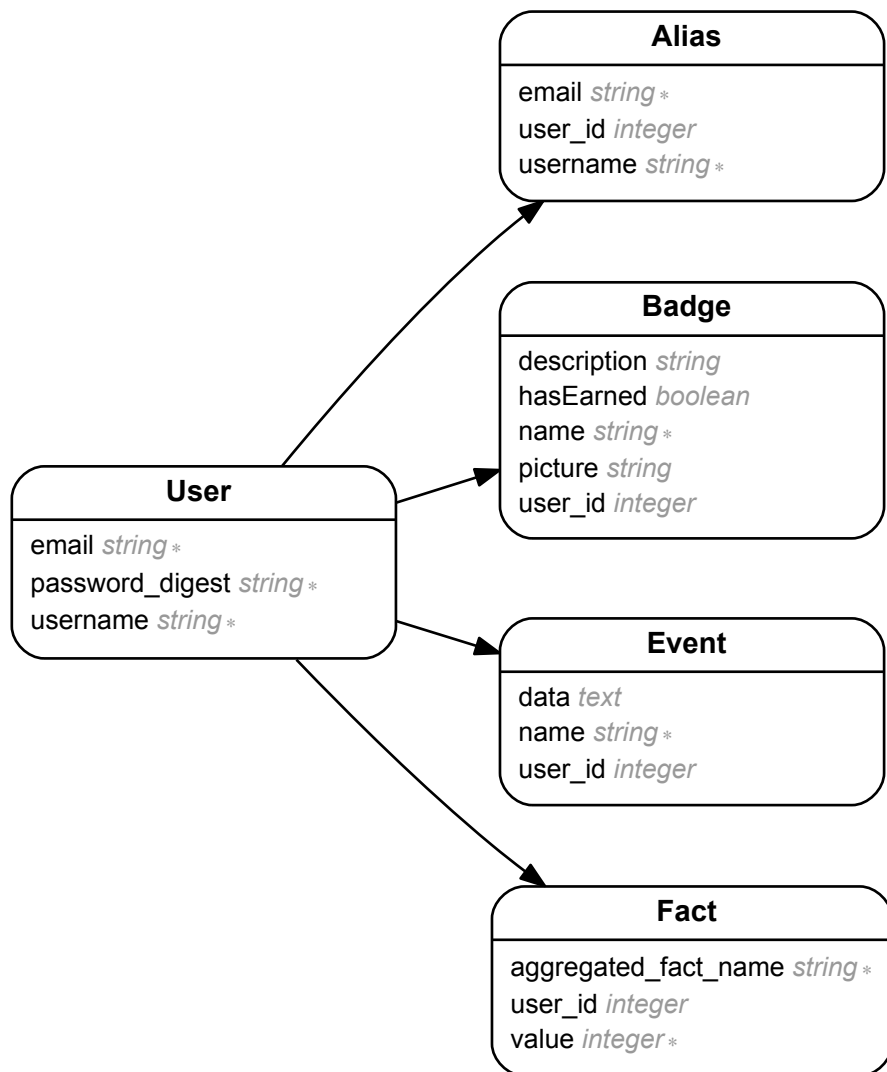 Alias
email string *
user_id integer
username string *
Badge
description string
hasEarned boolean
name string *
picture string
user_id integer
User
email string *
password_digest string *
username string *
Event
data text
name string *
user_id integer
Fact
aggregated_fact_name string *
user_id integer
value integer *